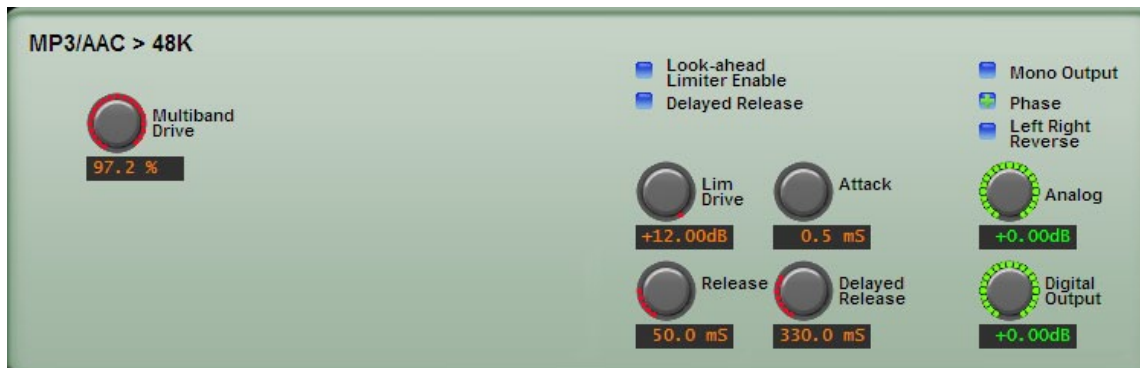 MP3/AAC > 48K
Multiband
Drive
97.2 %
Look-ahead
Limiter Enable
Delayed Release
Lim
Drive
+12.00dB
Attack
0.5 mS
Release
50.0 mS
Delayed
Release
330.0 mS
Mono Output
Phase
Left Right
Reverse
Analog
+0.00dB
Digital
Output
+0.00dB